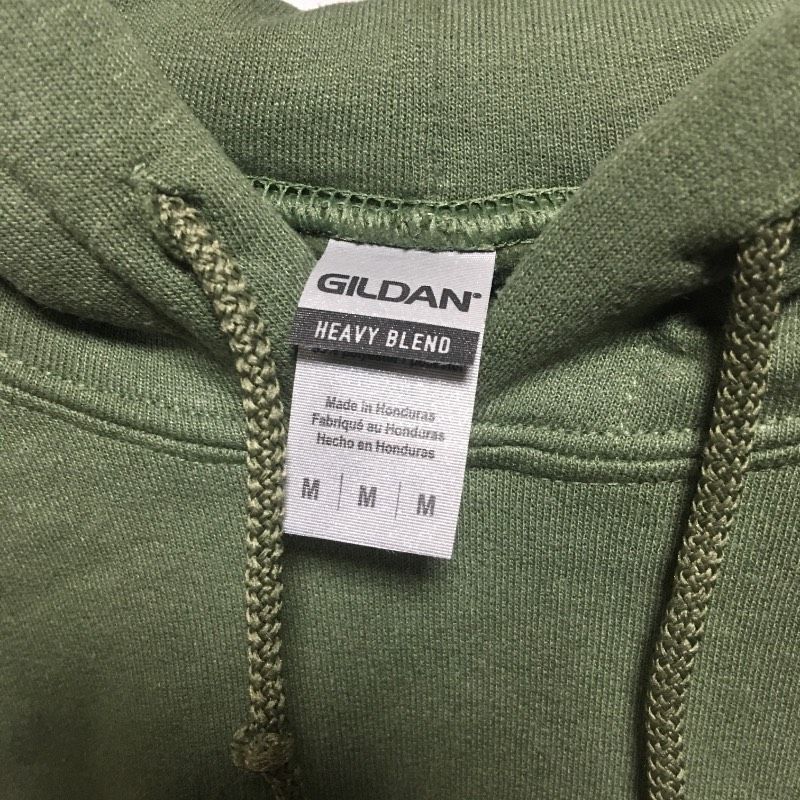 GILDAN
HEAVY BLEND
Made in Honduras
Fabriqué au Honduras
Hecho en Honduras
M | M | M